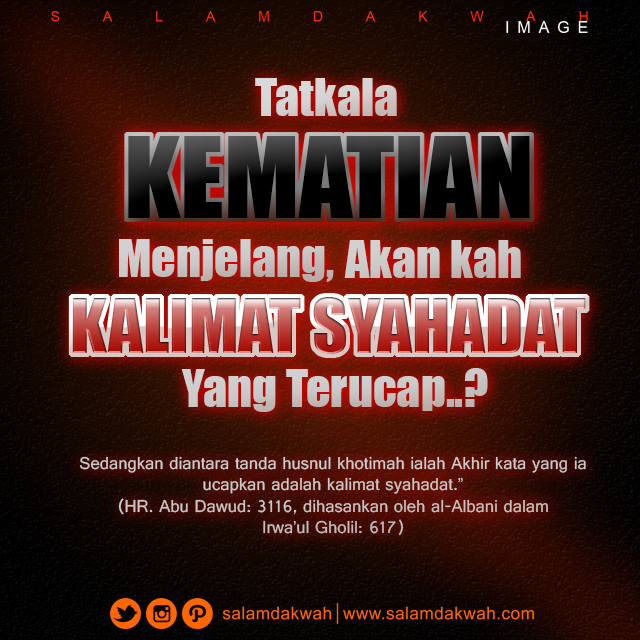 SALAMDAKWAH
IMAGE
Tatkala
KEMATIAN
Menjelang, Akan kah
KALIMAT SYAHADAT
Yang Terucap..?
Sedangkan diantara tanda husnul khotimah ialah Akhir kata yang ia
ucapkan adalah kalimat syahadat.”
(HR. Abu Dawud: 3116, dihasankan oleh al-Albani dalam
Irwa’ul Gholil: 617)
salamdakwah|www.salamdakwah.com